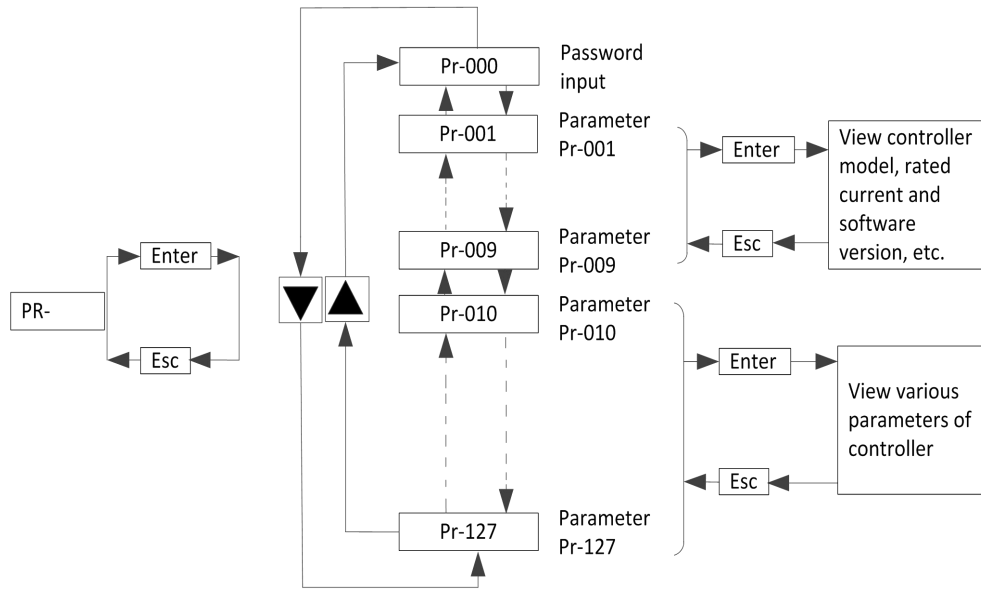 PR-
Enter
Esc
Pr-000
Password
input
Pr-001
Parameter
Pr-001
Pr-009
Parameter
Pr-009
Pr-010
Parameter
Pr-010
Pr-127
Parameter
Pr-127
Enter
Esc
View controller
model, rated
current and
software
version, etc.
Enter
Esc
View various
parameters of
controller